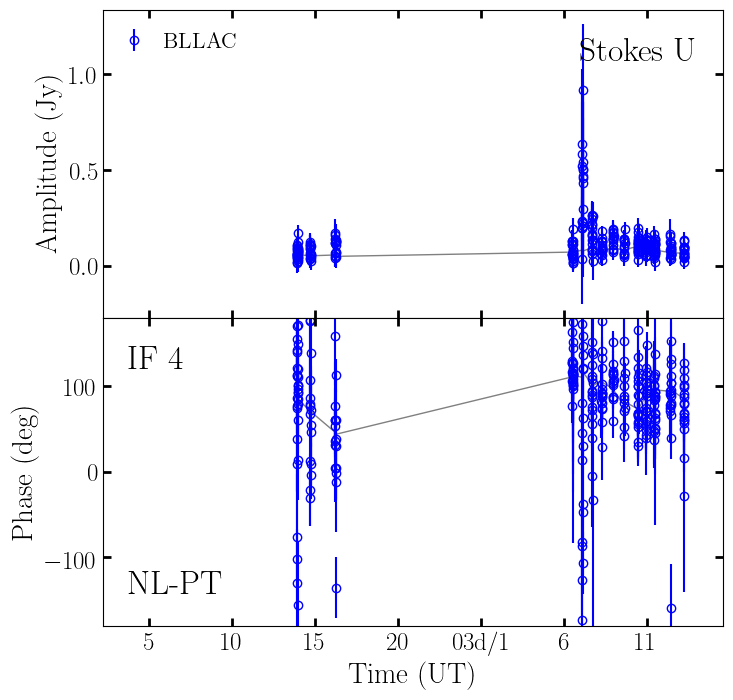 BLLAC
Stokes U
1.0
0.5
0.0
Amplitude (Jy)
IF 4
100
0
−100
Phase (deg)
NL-PT
5 10 15 20 03d/1 6 11
Time (UT)